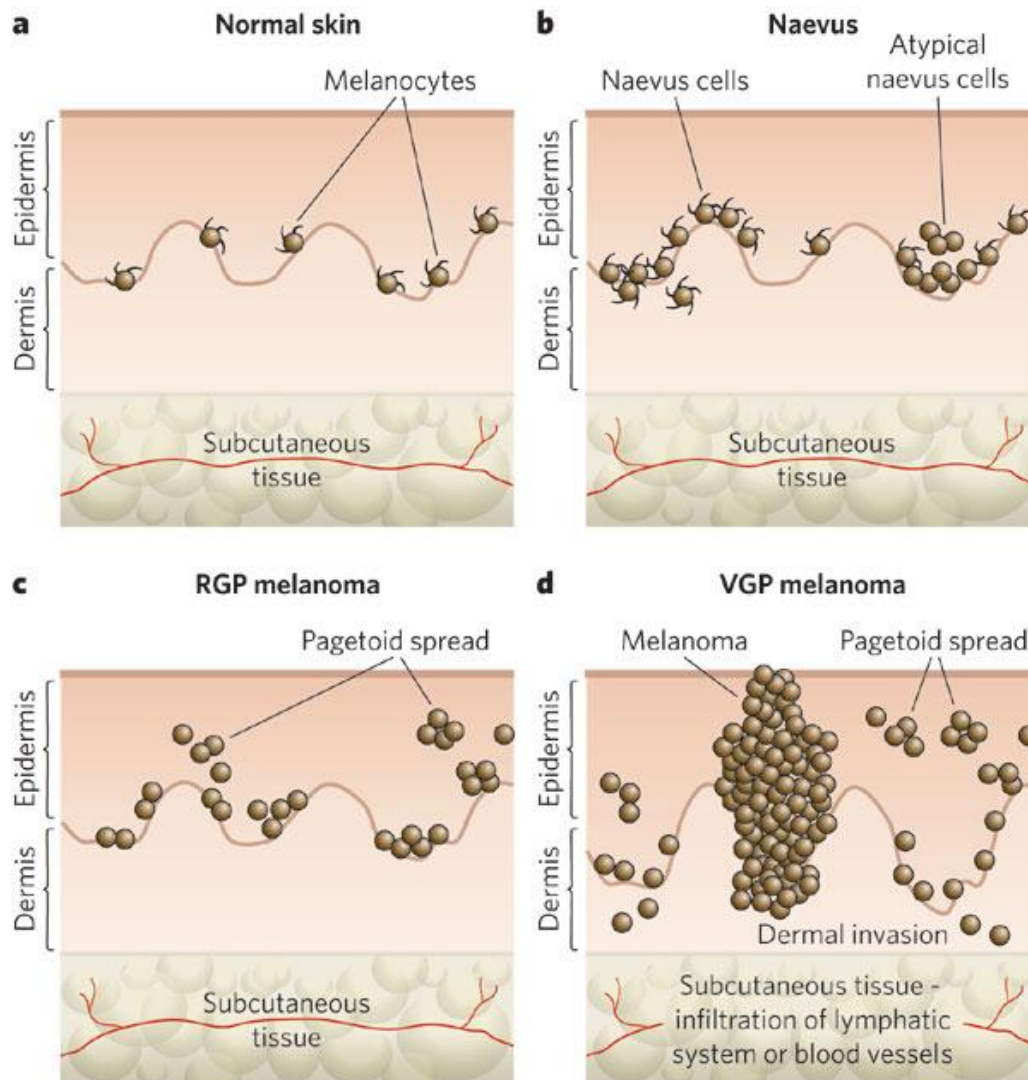 a Normal skin
Melanocytes
Epidermis
Dermis
Subcutaneous
tissue
b Naevus
Naevus cells
Atypical
naevus cells
Epidermis
Dermis
Subcutaneous
tissue
c RGP melanoma
Pagetoid spread
Epidermis
Dermis
Subcutaneous
tissue
d VGP melanoma
Melanoma
Pagetoid spread
Epidermis
Dermis
Dermal invasion
Subcutaneous tissue -
infiltration of lymphatic
system or blood vessels